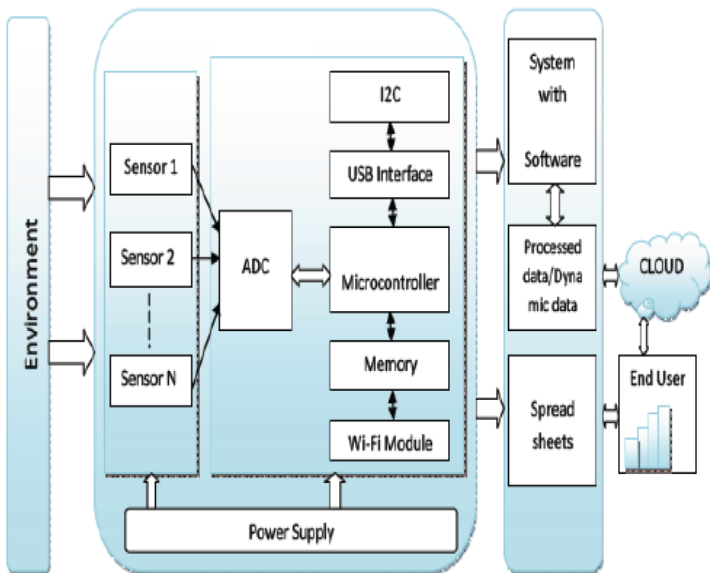 Environment
Sensor 1
Sensor 2
Sensor N
ADC
I2C
USB Interface
Microcontroller
Memory
Wi-Fi Module
Power Supply
System
with
Software
Processed
data/Dyna
mic data
Spread
sheets
CLOUD
End User